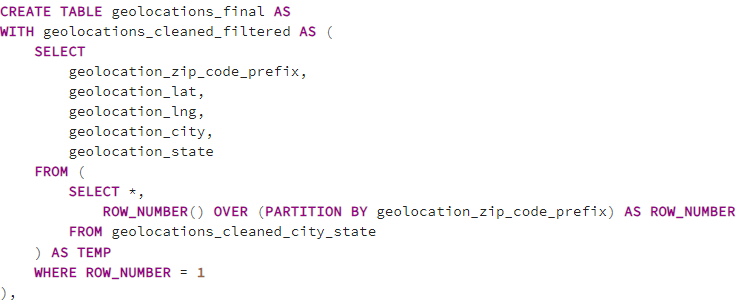 CREATE TABLE geolocations_final AS
WITH geolocations_cleaned_filtered AS (
    SELECT
        geolocation_zip_code_prefix,
        geolocation_lat,
        geolocation_lng,
        geolocation_city,
        geolocation_state
    FROM (
        SELECT *,
            ROW_NUMBER() OVER (PARTITION BY geolocation_zip_code_prefix) AS ROW_NUMBER
        FROM geolocations_cleaned_city_state
    ) AS TEMP
    WHERE ROW_NUMBER = 1
),